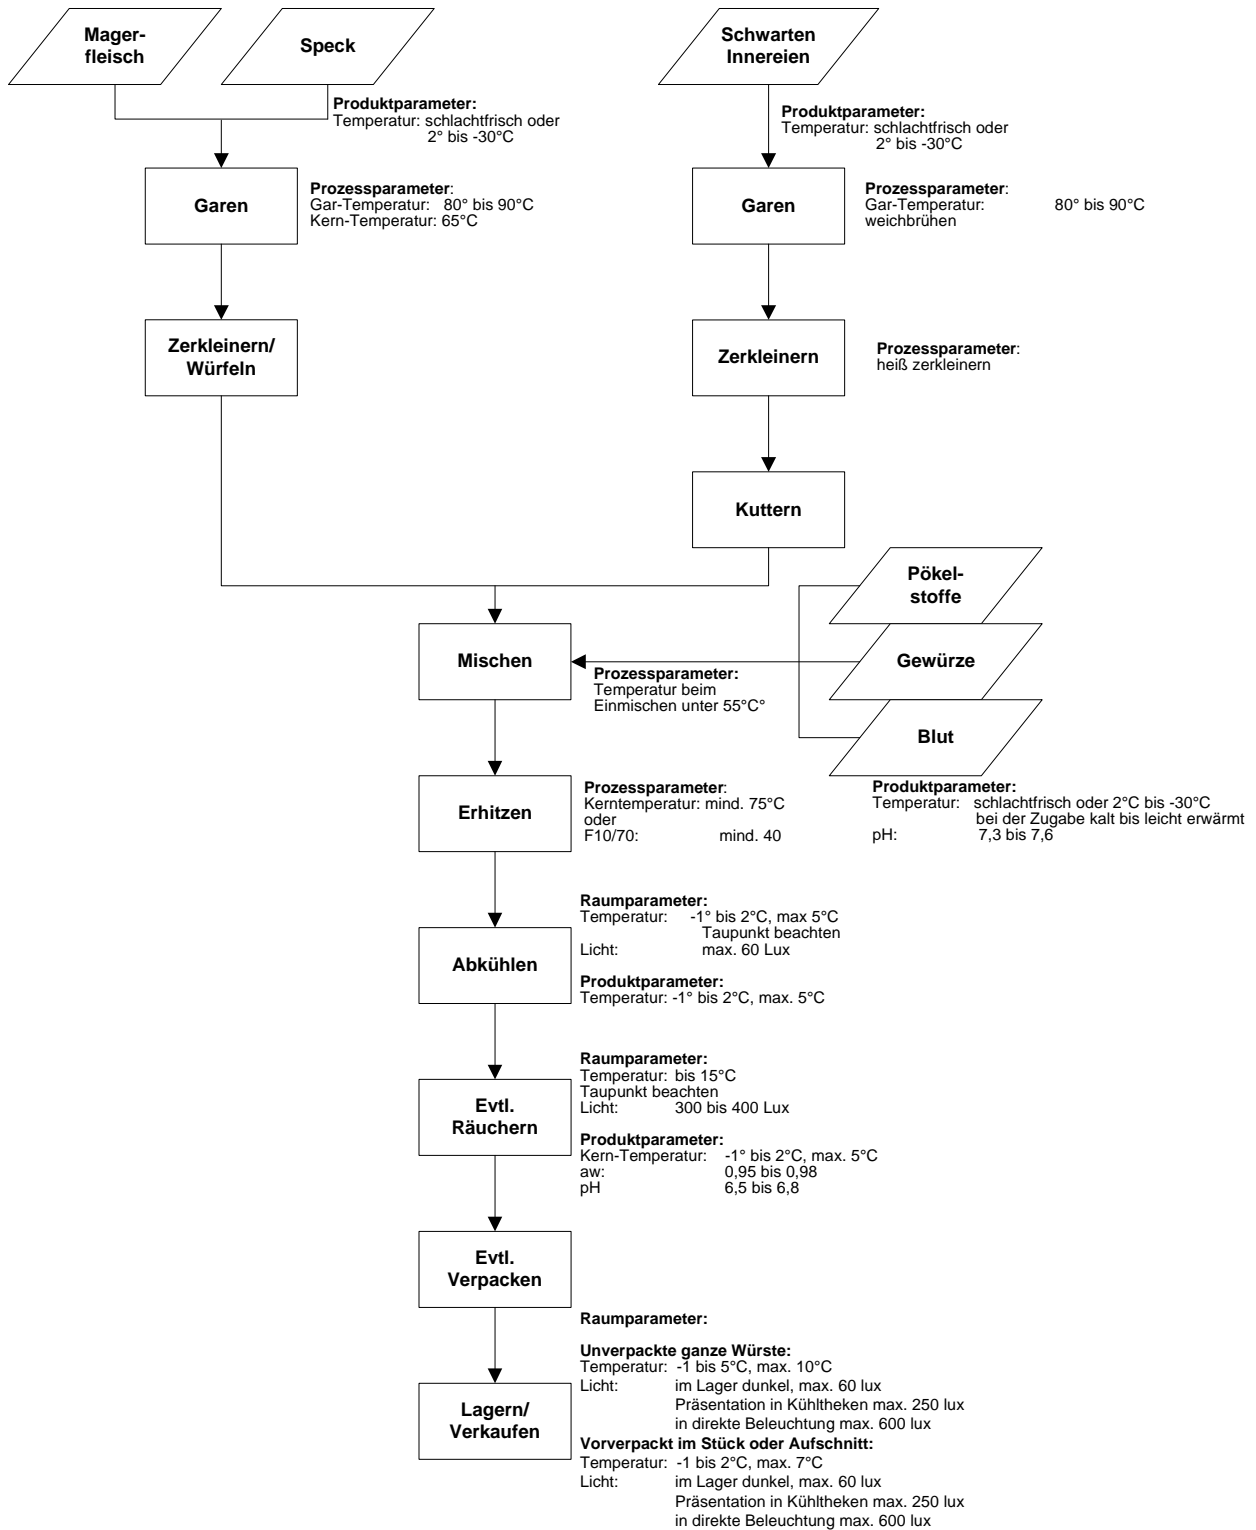 Mager-
fleisch
Speck
Schwarten
Innereien
Produktparameter:
Temperatur: schlachtfrisch oder
2° bis -30°C
Produktparameter:
Temperatur: schlachtfrisch oder
2° bis -30°C
Garen
Prozessparameter:
Gar-Temperatur: 80° bis 90°C
Kern-Temperatur: 65°C
Garen
Prozessparameter:
Gar-Temperatur: 80° bis 90°C
weichbrühen
Zerkleinern/
Würfeln
Zerkleinern
Prozessparameter:
heiß zerkleinern
Kuttern
Pökel-
stoffe
Gewürze
Blut
Mischen
Prozessparameter:
Temperatur beim
Einmischen unter 55°C°
Produktparameter:
Temperatur: schlachtfrisch oder 2°C bis -30°C
bei der Zugabe kalt bis leicht erwärmt
pH: 7,3 bis 7,6
Erhitzen
Prozessparameter:
Kerntemperatur: mind. 75°C
oder
F10/70: mind. 40
Abkühlen
Raumparameter:
Temperatur: -1° bis 2°C, max 5°C
Taupunkt beachten
Licht: max. 60 Lux
Produktparameter:
Temperatur: -1° bis 2°C, max. 5°C
Evtl.
Räuchern
Raumparameter:
Temperatur: bis 15°C
Taupunkt beachten
Licht: 300 bis 400 Lux
Produktparameter:
Kern-Temperatur: -1° bis 2°C, max. 5°C
aw: 0,95 bis 0,98
pH 6,5 bis 6,8
Evtl.
Verpacken
Lagern/
Verkaufen
Raumparameter:
Unverpackte ganze Würste:
Temperatur: -1 bis 5°C, max. 10°C
Licht: im Lager dunkel, max. 60 lux
Präsentation in Kühltheken max. 250 lux
in direkte Beleuchtung max. 600 lux
Vorverpackt im Stück oder Aufschnitt:
Temperatur: -1 bis 2°C, max. 7°C
Licht: im Lager dunkel, max. 60 lux
Präsentation in Kühltheken max. 250 lux
in direkte Beleuchtung max. 600 lux